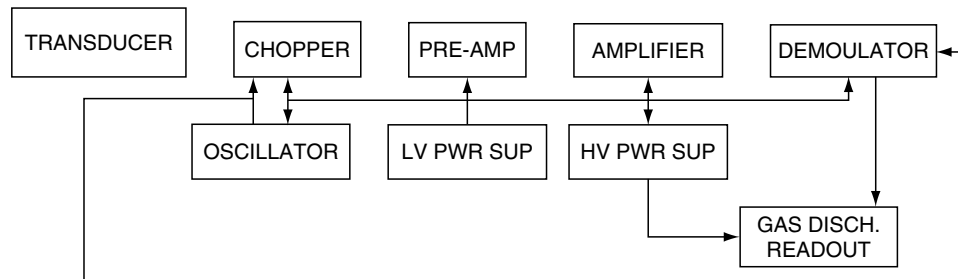 TRANSDUCER
CHOPPER
PRE-AMP
AMPLIFIER
DEMOULATOR
OSCILLATOR
LV PWR SUP
HV PWR SUP
GAS DISCH.
READOUT